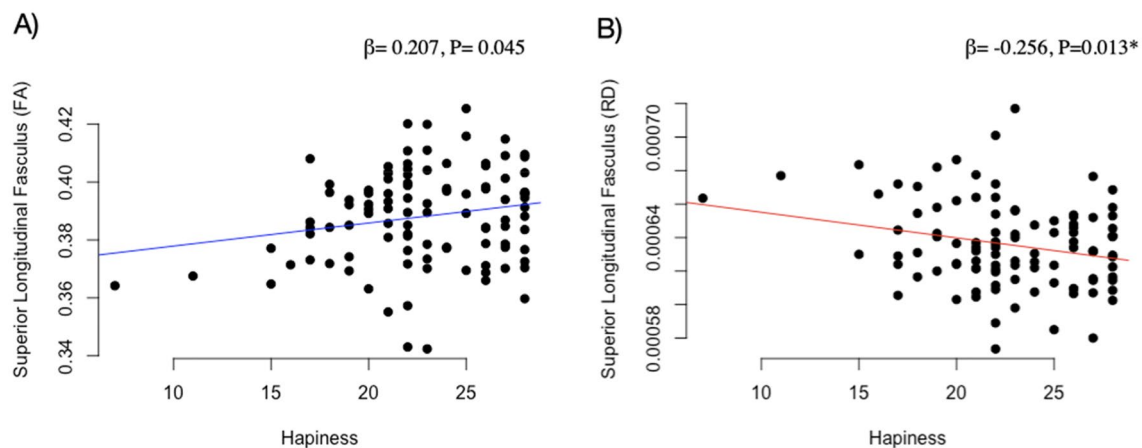 A)
β= 0.207, P= 0.045
Superior Longitudinal Fasculus (FA)
0.42
0.40
0.38
0.36
0.34
10 15 20 25
Hapiness
B)
β= -0.256, P=0.013*
Superior Longitudinal Fasculus (RD)
0.00070
0.00064
0.00058
10 15 20 25
Hapiness